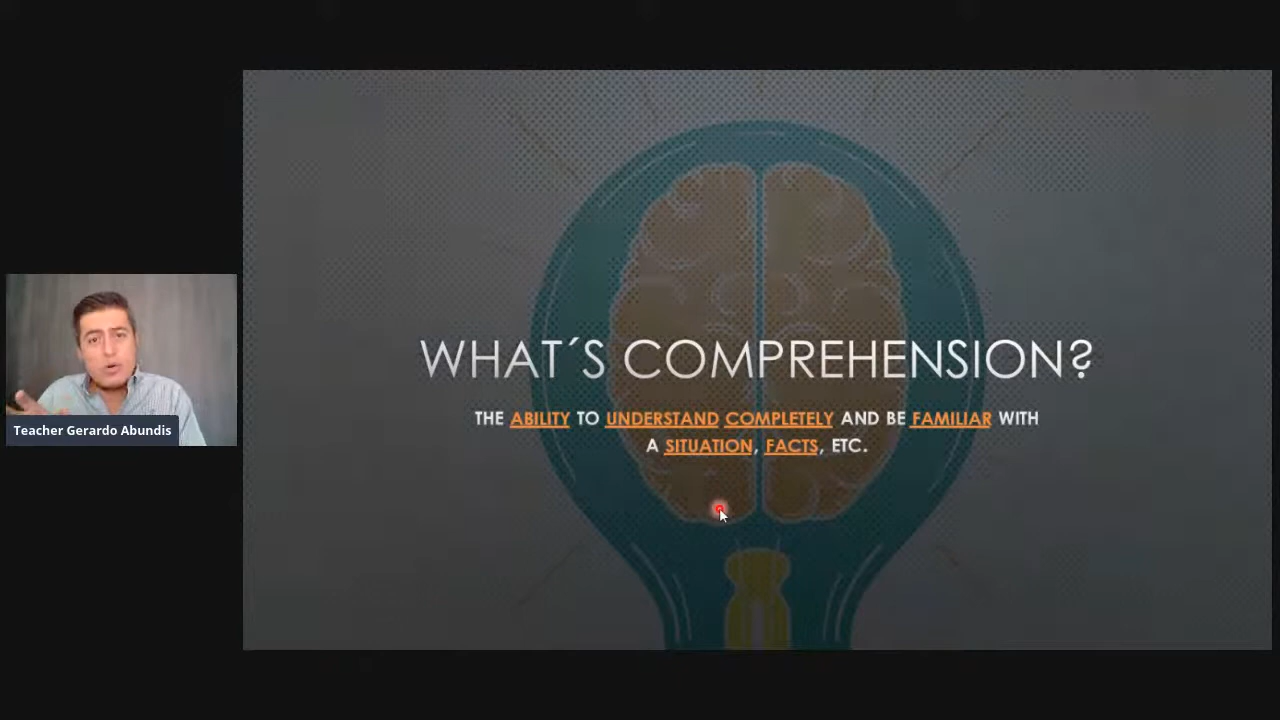 WHAT´S COMPREHENSION?
THE ABILITY TO UNDERSTAND COMPLETELY AND BE FAMILIAR WITH
A SITUATION, FACTS, ETC.
Teacher Gerardo Abundis